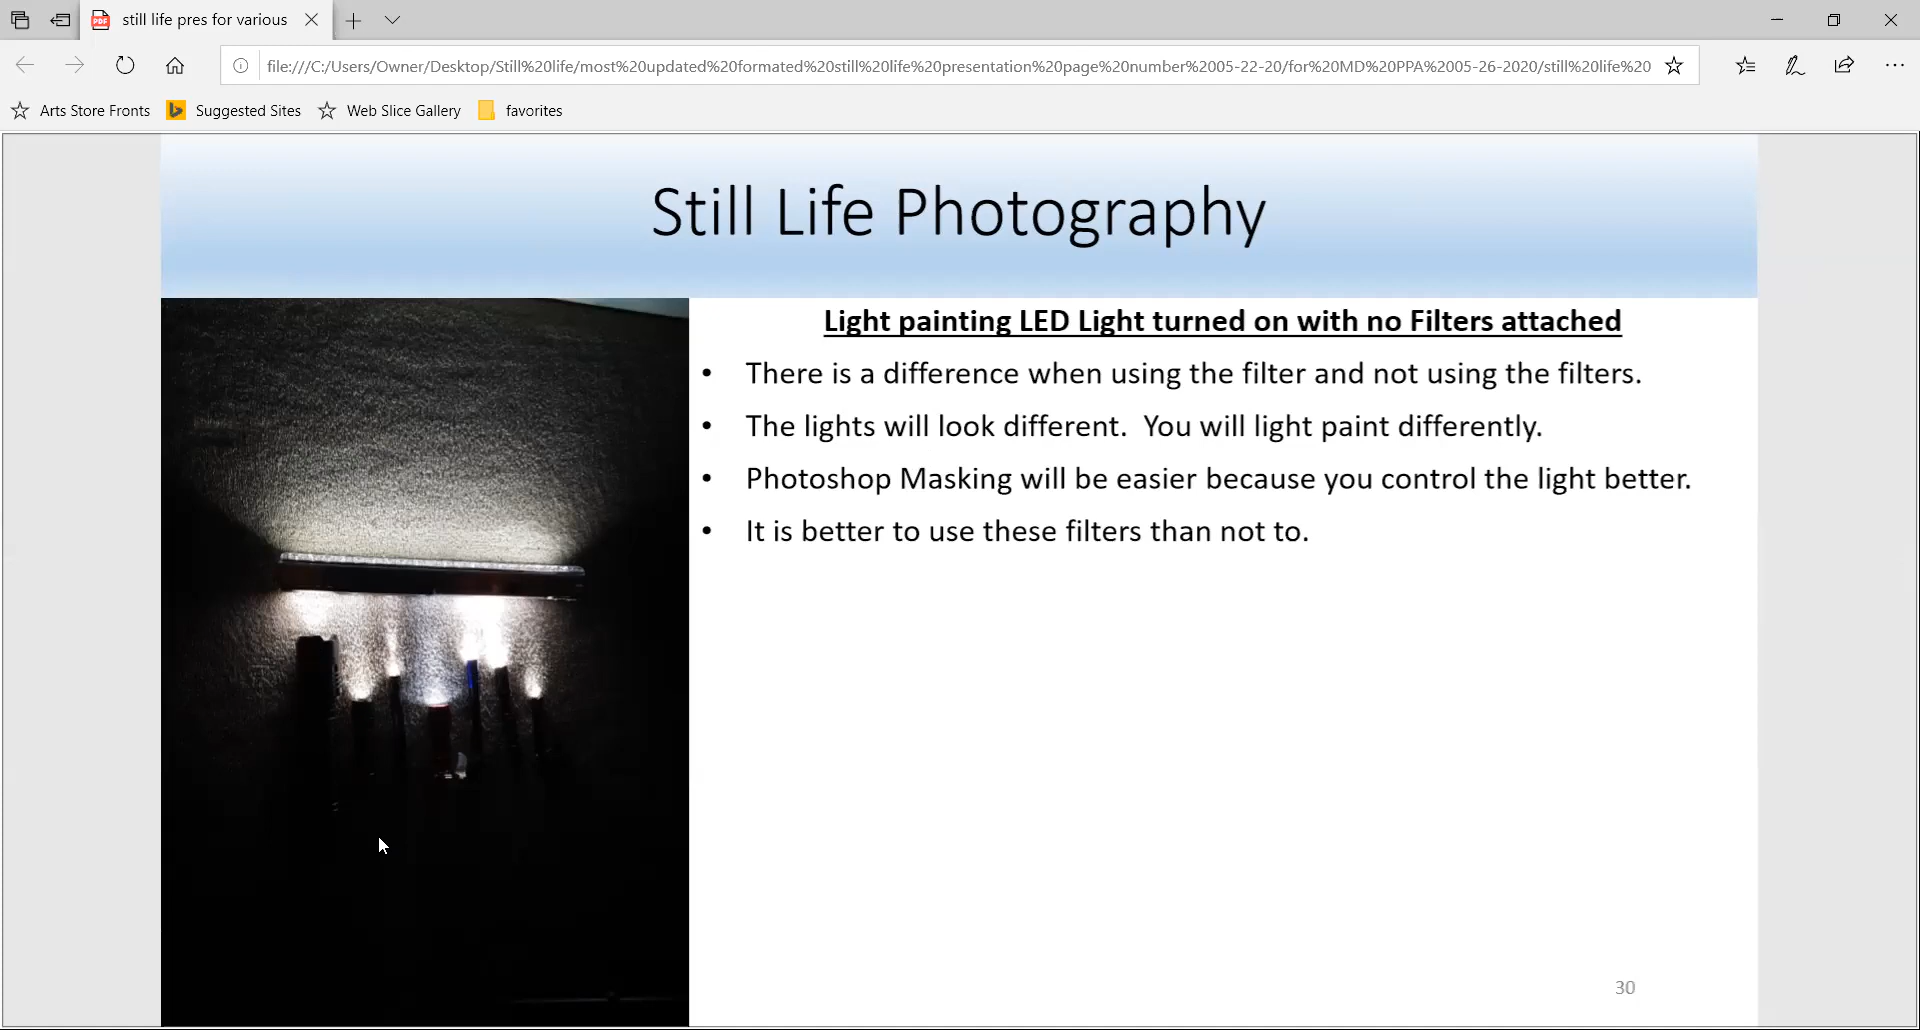 still life pres for various
file:///C:/Users/Owner/Desktop/Still%20life/most%20updated%20formated%20still%20life%20presentation%20page%20number%2005-22-20/for%20MD%20PPA%2005-26-2020/still%20life%20
Arts Store Fronts Suggested Sites Web Slice Gallery favorites
Still Life Photography
Light painting LED Light turned on with no Filters attached
• There is a difference when using the filter and not using the filters.
• The lights will look different.  You will light paint differently.
• Photoshop Masking will be easier because you control the light better.
• It is better to use these filters than not to.
30